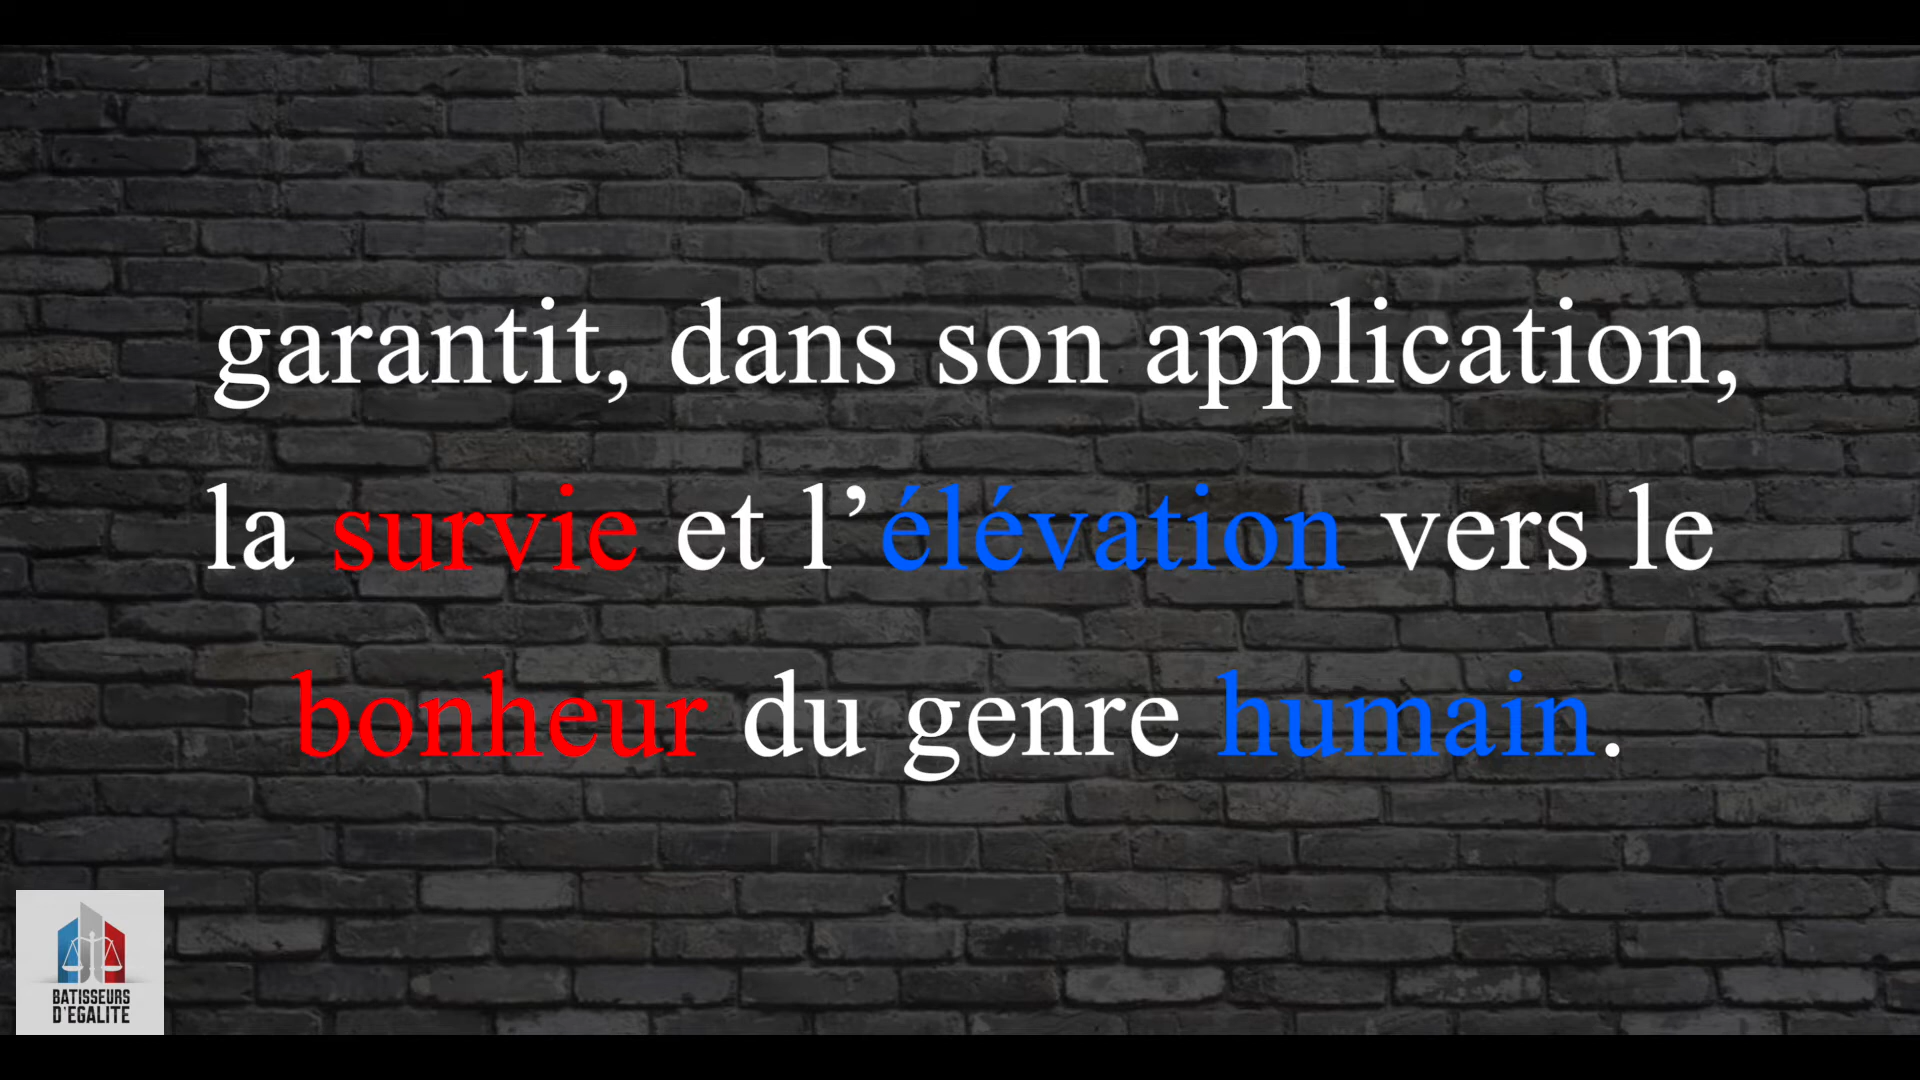 garantit, dans son application,
la survie et l’élévation vers le
bonheur du genre humain.
BATISSEURS
D'EGALITE